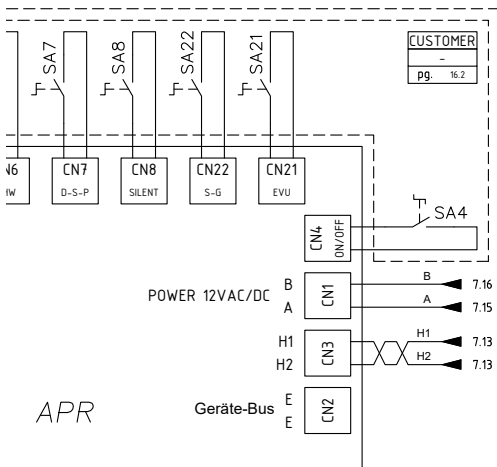 SA7
SA8
SA22
SA21
CUSTOMER
-
pg. 16.2
CN7
CN8
CN22
CN21
D-S-P
SILENT
S-G
EVU
SA4
CN4
ON/OFF
POWER 12VAC/DC
B
A
CN1
B
7.16
A
7.15
H1
H2
CN3
H1
7.13
H2
7.13
Geräte-Bus
E
E
CN2
APR